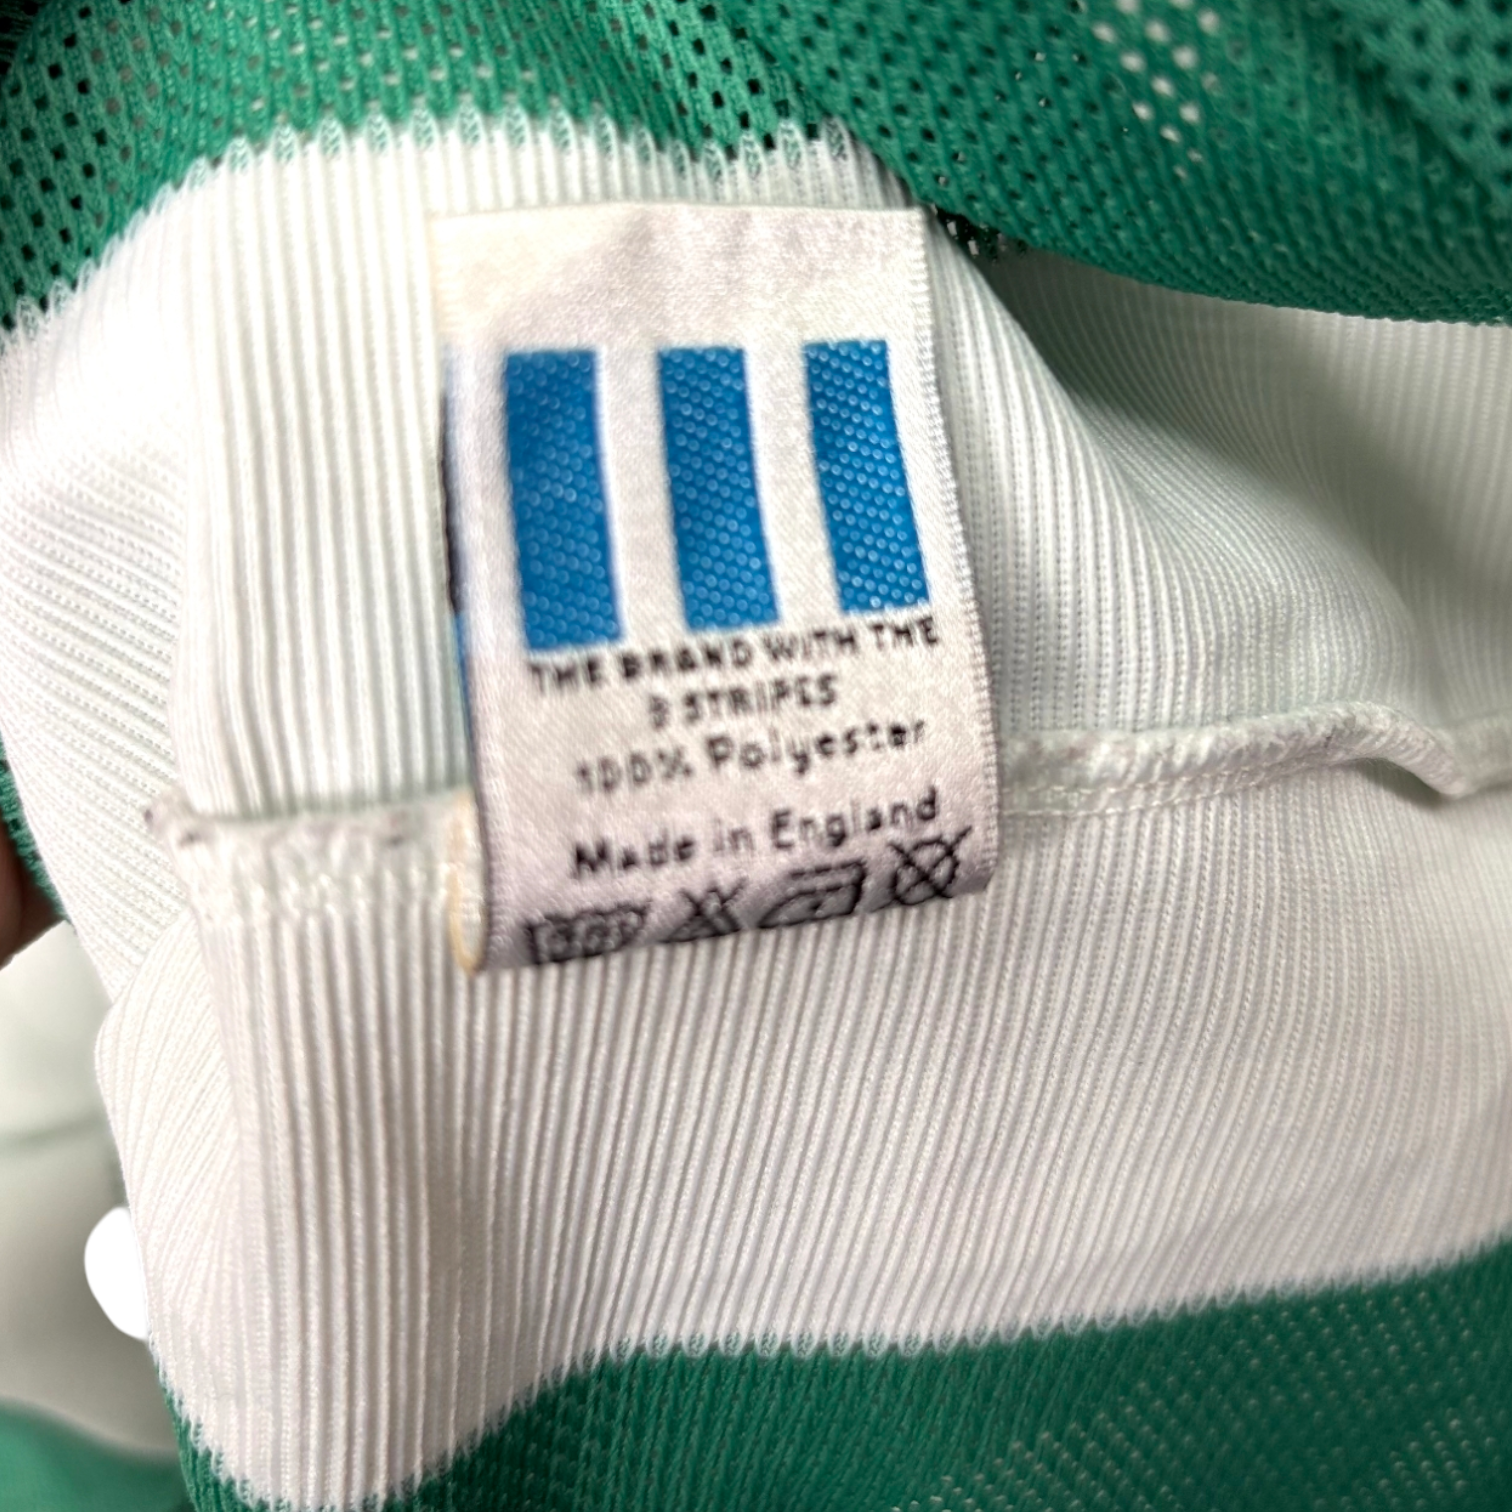 THE BRAND WITH THE
3 STRIPES
100% Polyester
Made in England